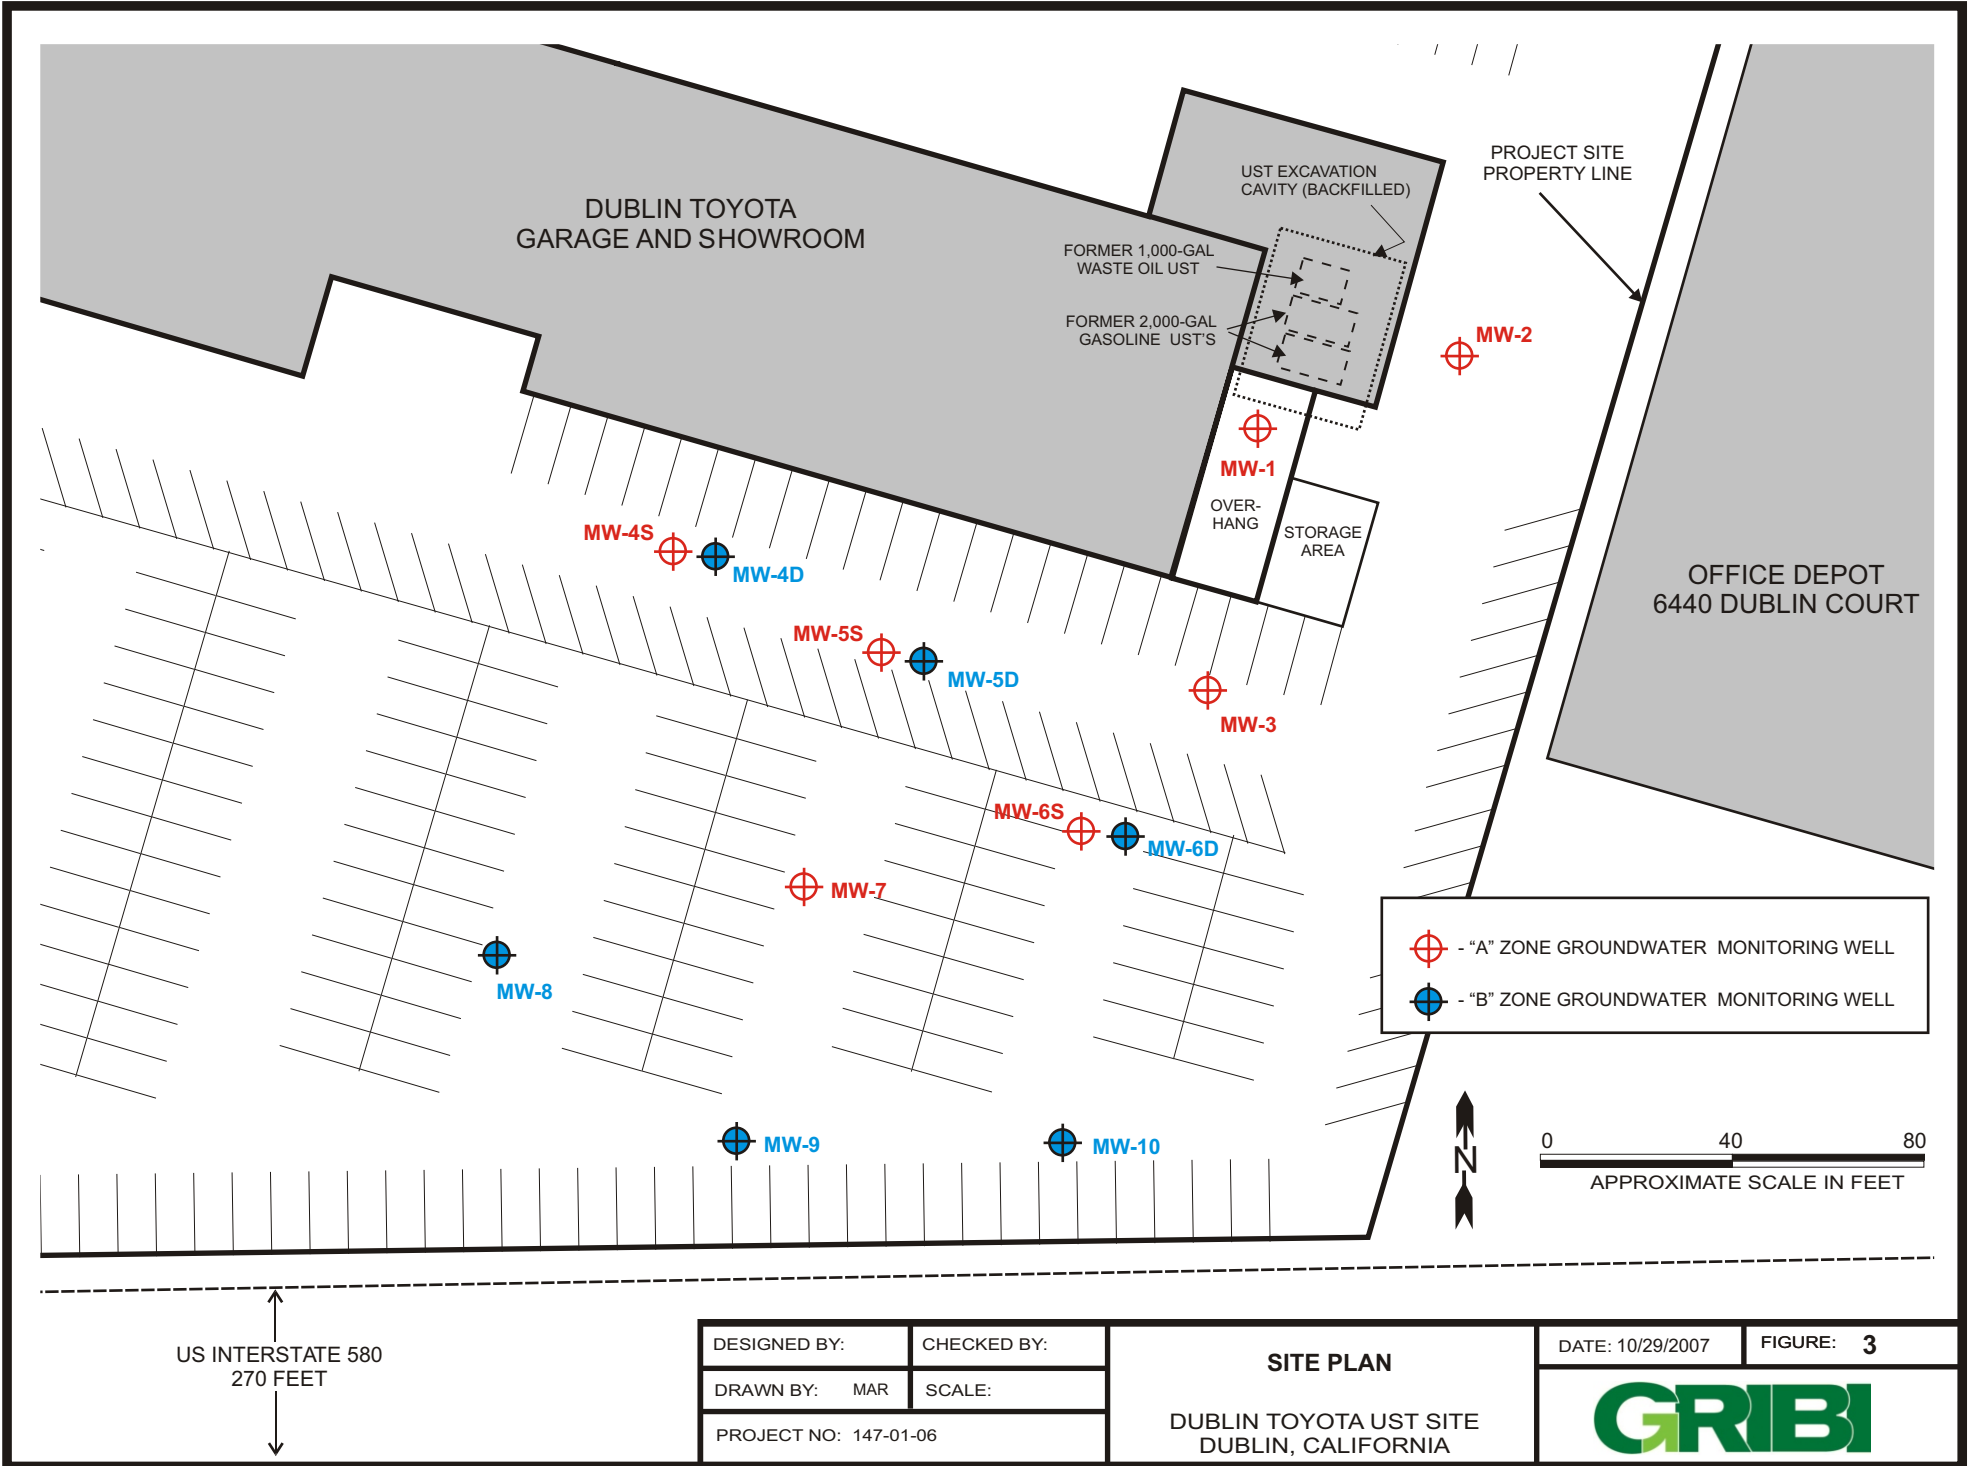 DUBLIN TOYOTA
GARAGE AND SHOWROOM
UST EXCAVATION
CAVITY (BACKFILLED)
FORMER 1,000-GAL
WASTE OIL UST
FORMER 2,000-GAL
GASOLINE UST'S
PROJECT SITE
PROPERTY LINE
MW-2
MW-1
OVER-
HANG
STORAGE
AREA
MW-4S
MW-4D
MW-5S
MW-5D
MW-3
OFFICE DEPOT
6440 DUBLIN COURT
MW-6S
MW-6D
MW-7
MW-8
MW-9
MW-10
- “A” ZONE GROUNDWATER MONITORING WELL
- “B” ZONE GROUNDWATER MONITORING WELL
N
0 40 80
APPROXIMATE SCALE IN FEET
US INTERSTATE 580
270 FEET
DESIGNED BY:
CHECKED BY:
DRAWN BY: MAR
SCALE:
PROJECT NO: 147-01-06
SITE PLAN
DUBLIN TOYOTA UST SITE
DUBLIN, CALIFORNIA
DATE: 10/29/2007
FIGURE: 3
GRIBI